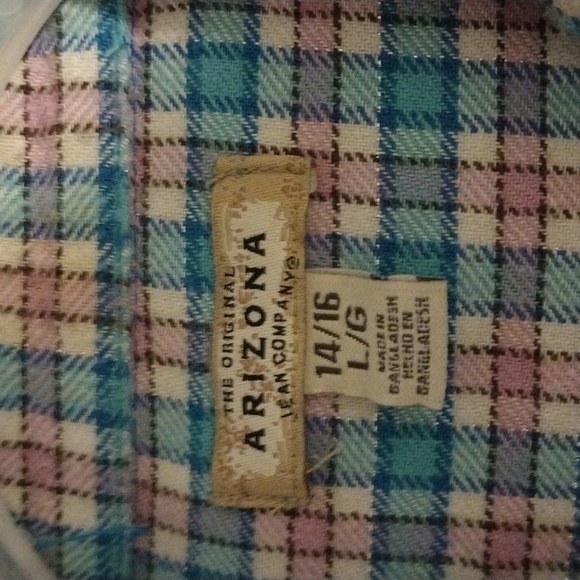 THE ORIGINAL
ARIZONA
JEAN COMPANY®
14/16
L/G
MADE IN
BANGLADESH
HECHO EN
BANGLADESH